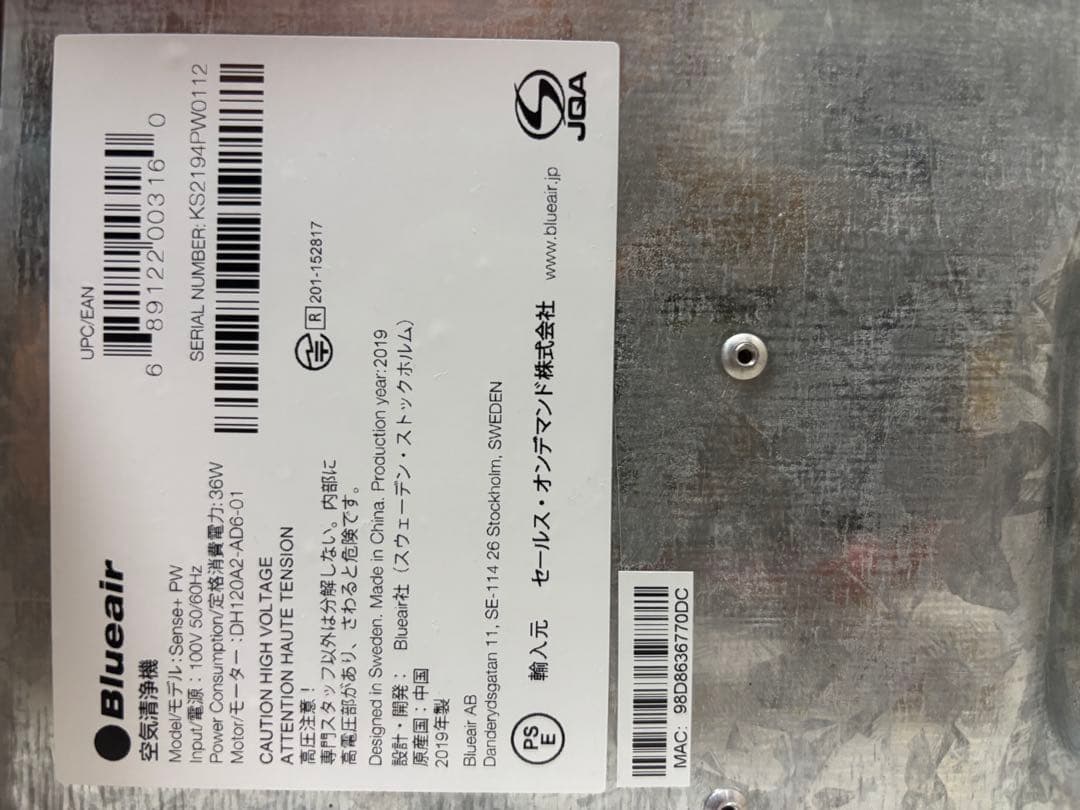 Blueair
空気清浄機
Model/モデル:Sense+ PW
Input/電源:100V 50/60Hz
Power Consumption/定格消費電力:36W
Motor/モーター:DH120A2-AD6-01
UPC/EAN
6 89122 00316 0
SERIAL NUMBER: KS2194PW0112
CAUTION HIGH VOLTAGE
ATTENTION HAUTE TENSION
高圧注意!
専門スタッフ以外は分解しない。内部に
高電圧部があり、さわると危険です。
R 201-152817
Designed in Sweden. Made in China. Production year:2019
設計・開発: Blueair社(スウェーデン・ストックホルム)
原産国:中国
2019年製
Blueair AB
Danderydsgatan 11, SE-114 26 Stockholm, SWEDEN
PS
E
輸入元 セールス・オンデマンド株式会社 www.blueair.jp
JQA
MAC: 98D8636770DC